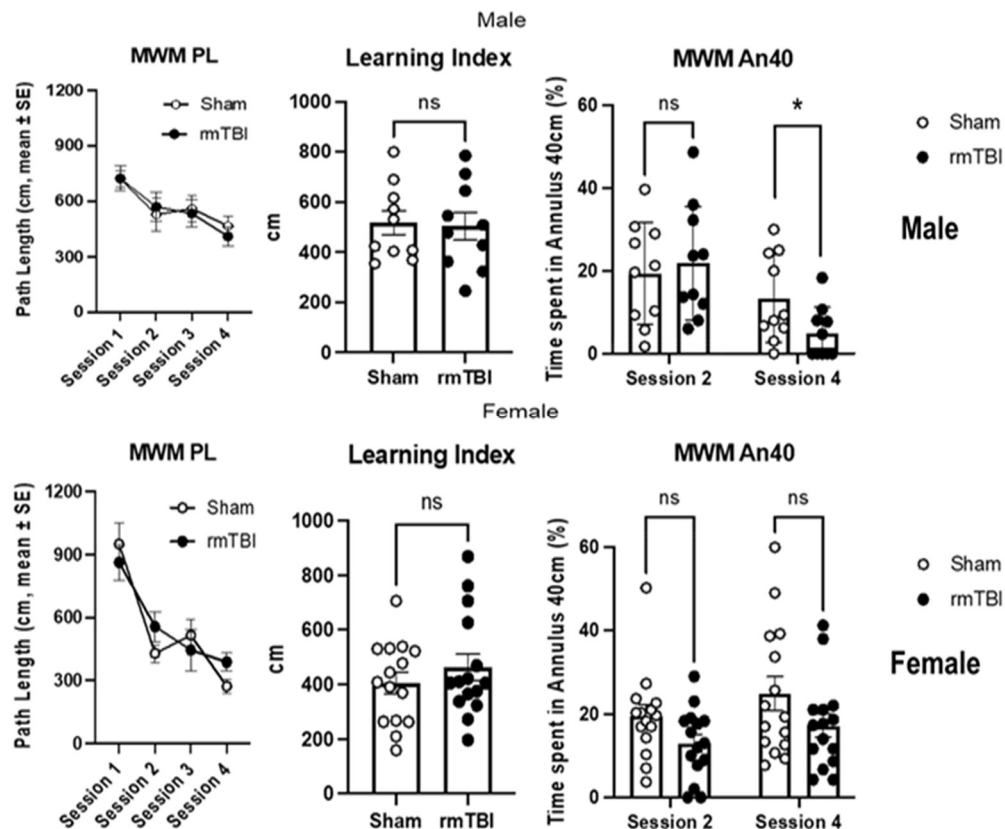 Male
MWM PL
Path Length (cm, mean ± SE)
1200
900
600
300
0
Sham
rmTBI
Session 1
Session 2
Session 3
Session 4
Learning Index
ns
cm
1000
800
600
400
200
0
Sham
rmTBI
MWM An40
Time spent in Annulus 40cm (%)
60
40
20
0
ns
*
Session 2
Session 4
Sham
rmTBI
Male
Female
MWM PL
Path Length (cm, mean ± SE)
1200
900
600
300
0
Sham
rmTBI
Session 1
Session 2
Session 3
Session 4
Learning Index
ns
cm
1000
800
600
400
200
0
Sham
rmTBI
MWM An40
Time spent in Annulus 40cm (%)
60
40
20
0
ns
ns
Session 2
Session 4
Sham
rmTBI
Female